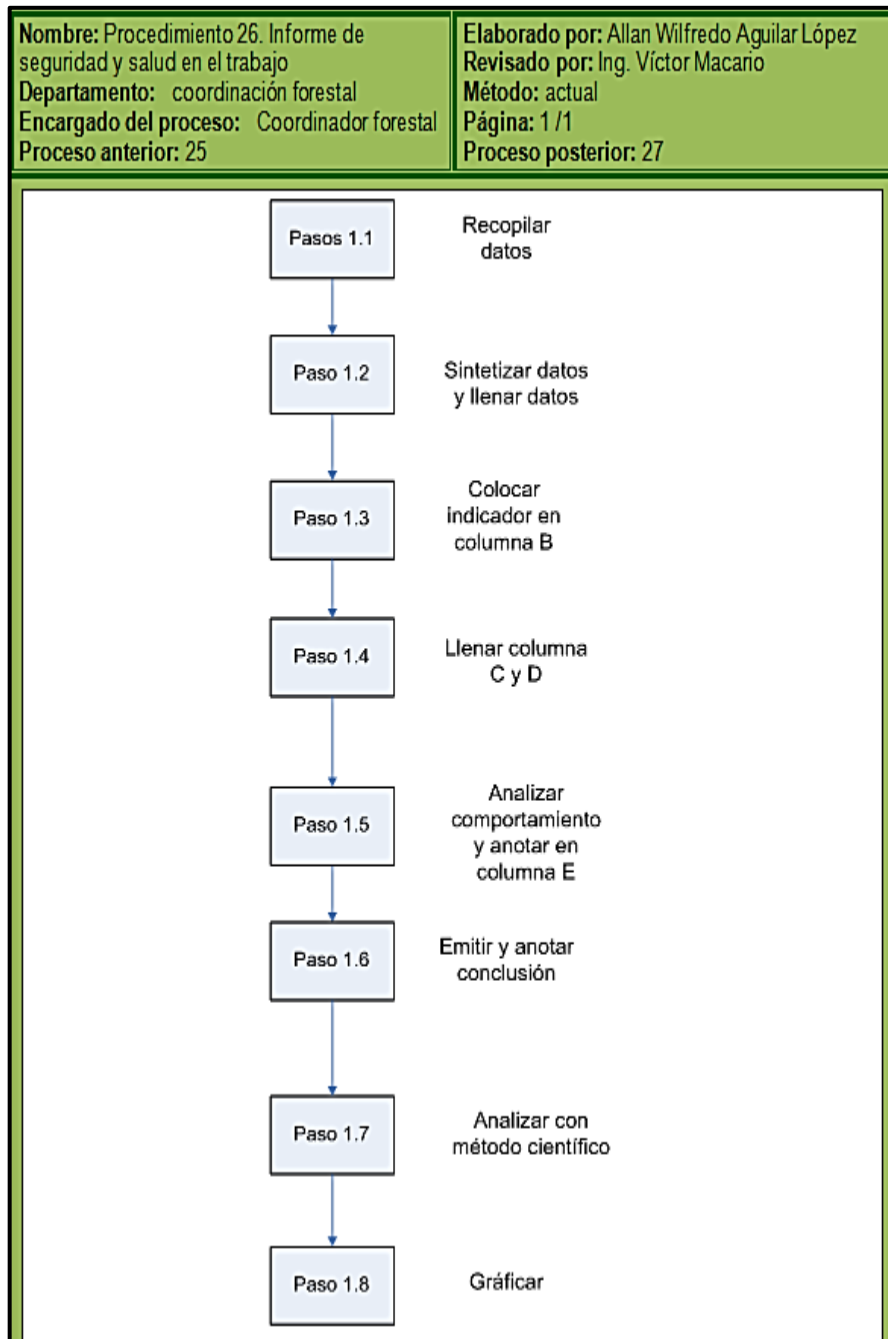 Nombre: Procedimiento 26. Informe de
seguridad y salud en el trabajo
Departamento: coordinación forestal
Encargado del proceso: Coordinador forestal
Proceso anterior: 25
Elaborado por: Allan Wilfredo Aguilar López
Revisado por: Ing. Víctor Macario
Método: actual
Página: 1 /1
Proceso posterior: 27
Pasos 1.1
Recopilar
datos
Paso 1.2
Sintetizar datos
y llenar datos
Paso 1.3
Colocar
indicador en
columna B
Paso 1.4
Llenar columna
C y D
Paso 1.5
Analizar
comportamiento
y anotar en
columna E
Paso 1.6
Emitir y anotar
conclusión
Paso 1.7
Analizar con
método científico
Paso 1.8
Gráficar